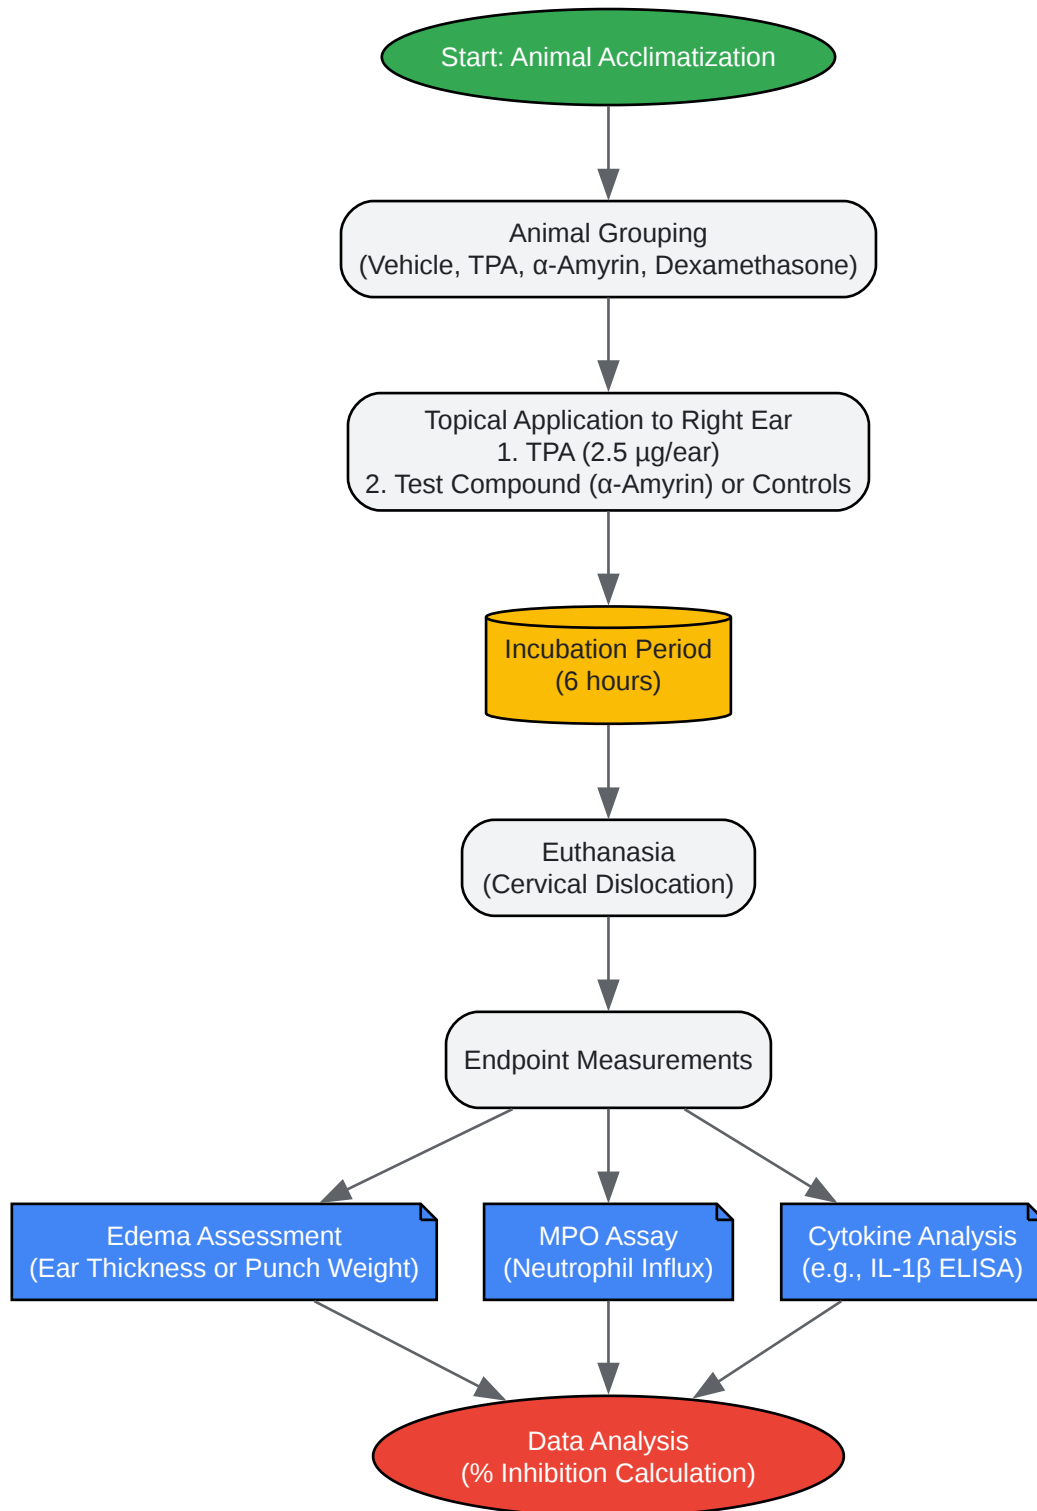 Start: Animal Acclimatization
Animal Grouping
(Vehicle, TPA, α-Amyrin, Dexamethasone)
Topical Application to Right Ear
1. TPA (2.5 µg/ear)
2. Test Compound (α-Amyrin) or Controls
Incubation Period
(6 hours)
Euthanasia
(Cervical Dislocation)
Endpoint Measurements
Edema Assessment
(Ear Thickness or Punch Weight)
MPO Assay
(Neutrophil Influx)
Cytokine Analysis
(e.g., IL-1β ELISA)
Data Analysis
(% Inhibition Calculation)